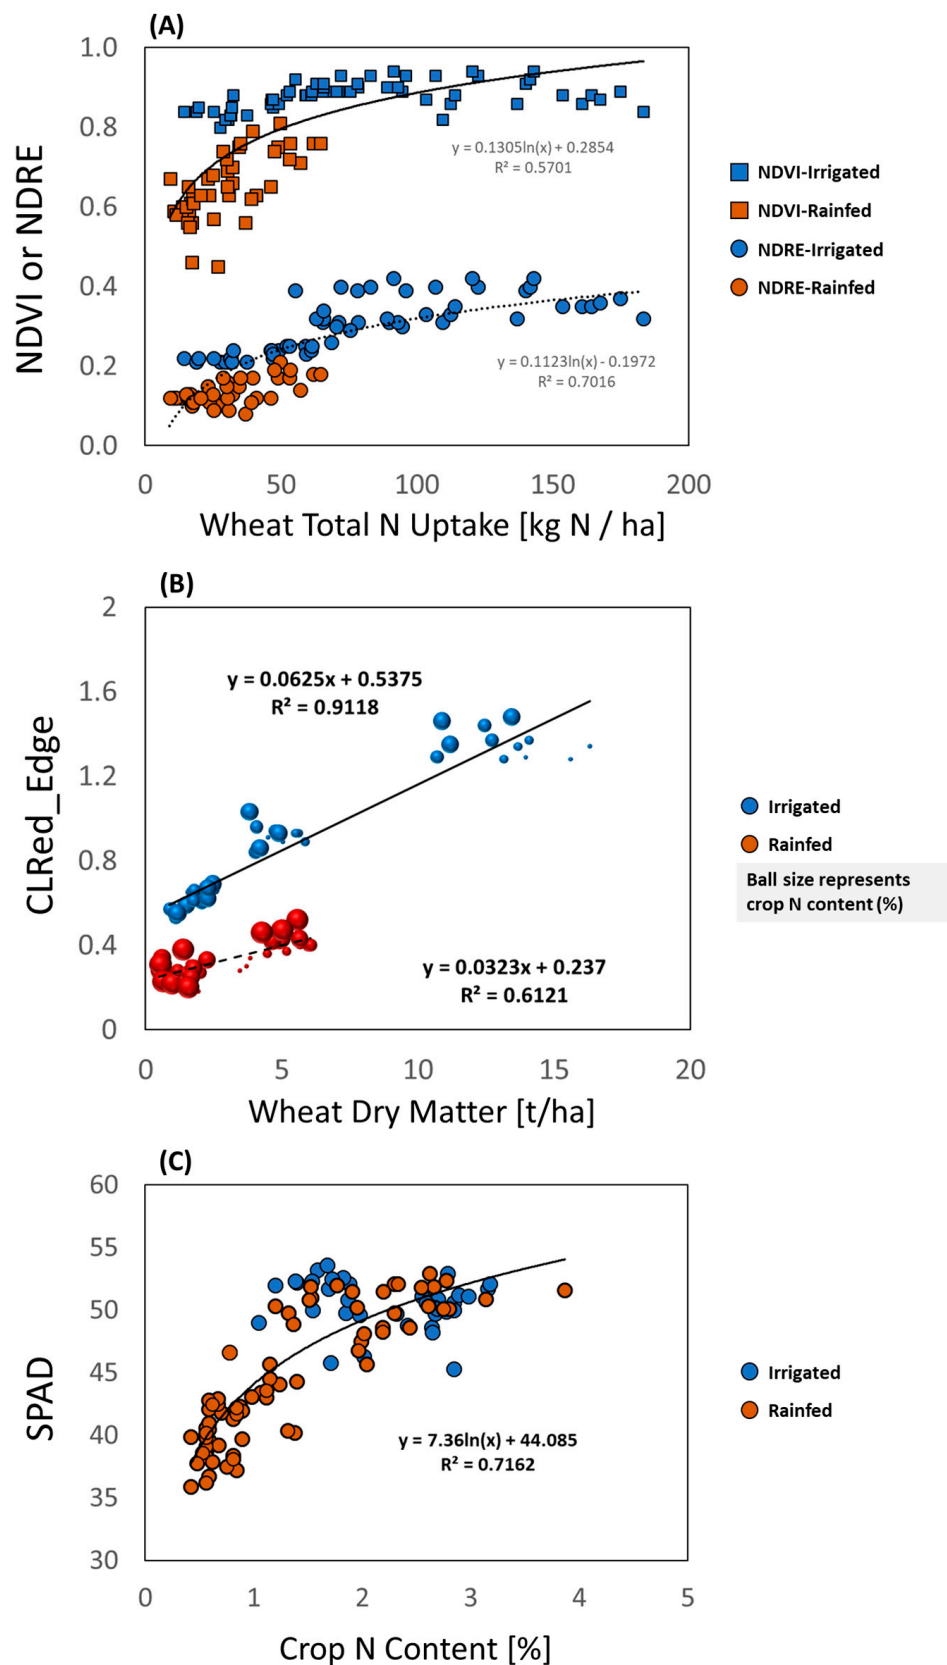 (A)
NDVI or NDRE
1.0
0.8
0.6
0.4
0.2
0.0
y = 0.1305ln(x) + 0.2854
R² = 0.5701
y = 0.1123ln(x) - 0.1972
R² = 0.7016
0 50 100 150 200
Wheat Total N Uptake [kg N / ha]
NDVI-Irrigated
NDVI-Rainfed
NDRE-Irrigated
NDRE-Rainfed
(B)
CLRed_Edge
2
1.6
1.2
0.8
0.4
0
y = 0.0625x + 0.5375
R² = 0.9118
y = 0.0323x + 0.237
R² = 0.6121
0 5 10 15 20
Wheat Dry Matter [t/ha]
Irrigated
Rainfed
Ball size represents
crop N content (%)
(C)
SPAD
60
55
50
45
40
35
30
y = 7.36ln(x) + 44.085
R² = 0.7162
0 1 2 3 4 5
Crop N Content [%]
Irrigated
Rainfed